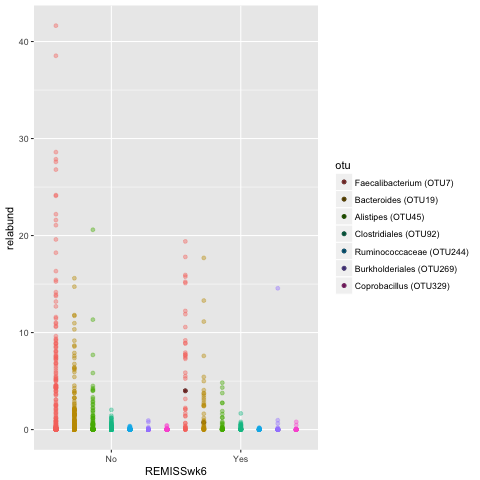 relabund
40
30
20
10
0
No
Yes
REMISSwk6
otu
Faecalibacterium (OTU7)
Bacteroides (OTU19)
Alistipes (OTU45)
Clostridiales (OTU92)
Ruminococcaceae (OTU244)
Burkholderiales (OTU269)
Coprobacillus (OTU329)